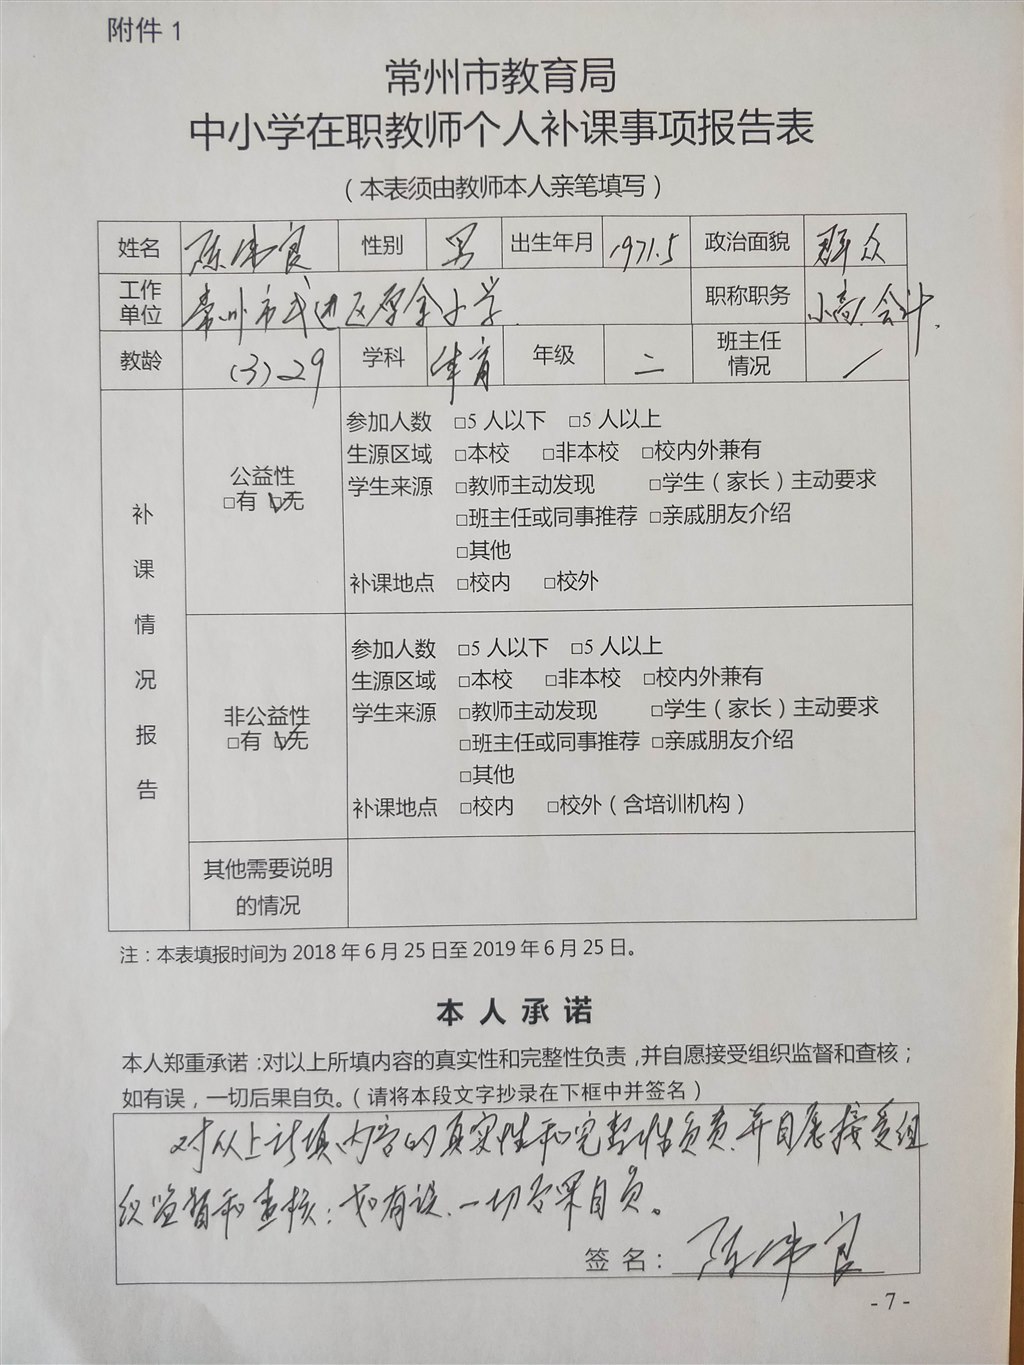 附件 1
常州市教育局
中小学在职教师个人补课事项报告表
（本表须由教师本人亲笔填写）
姓名 陈伟良 性别 男 出生年月 1971.5 政治面貌 群众
工作单位 常州市武进区厚余小学 职称职务 小高.会计.
教龄 (3)29 学科 体育 年级 二 班主任情况 /
补课情况报告
公益性
□有 ☑无
参加人数 □5 人以下 □5 人以上
生源区域 □本校 □非本校 □校内外兼有
学生来源 □教师主动发现 □学生（家长）主动要求
□班主任或同事推荐 □亲戚朋友介绍
□其他
补课地点 □校内 □校外
非公益性
□有 ☑无
参加人数 □5 人以下 □5 人以上
生源区域 □本校 □非本校 □校内外兼有
学生来源 □教师主动发现 □学生（家长）主动要求
□班主任或同事推荐 □亲戚朋友介绍
□其他
补课地点 □校内 □校外（含培训机构）
其他需要说明
的情况
注：本表填报时间为 2018 年 6 月 25 日至 2019 年 6 月 25 日。
本 人 承 诺
本人郑重承诺：对以上所填内容的真实性和完整性负责，并自愿接受组织监督和查核；
如有误，一切后果自负。（请将本段文字抄录在下框中并签名）
对以上所填内容的真实性和完整性负责,并自愿接受组
织监督和查核；如有误,一切后果自负。
签 名： 陈伟良
- 7 -